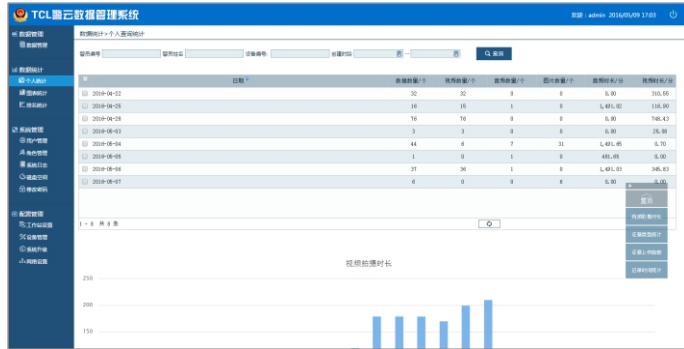 TCL警云数据管理系统
欢迎：admin 2016/05/09 17:03
数据管理
数据管理
数据统计
个人统计
图表统计
排名统计
系统管理
用户管理
角色管理
系统日志
磁盘空间
修改密码
配置管理
工作站设置
设备管理
系统升级
网络设置
数据统计>个人查询统计
警员编号: 警员姓名: 设备编号: 创建时间: 查询
日期 数据数量/个 视频数量/个 音频数量/个 图片数量/个 音频时长/分 视频时长/分
2016-04-22 32 32 0 0 0.00 310.55
2016-04-25 16 15 1 0 1,491.02 118.90
2016-04-28 76 76 0 0 0.00 748.43
2016-05-03 3 3 0 0 0.00 25.08
2016-05-04 44 6 7 31 1,491.65 0.70
2016-05-05 1 0 1 0 491.65 0.00
2016-05-06 37 36 1 0 1,491.03 345.83
2016-05-07 6 0 0 6 0.00 0.00
1 - 8 共 8 条
视频拍摄时长
250
200
150